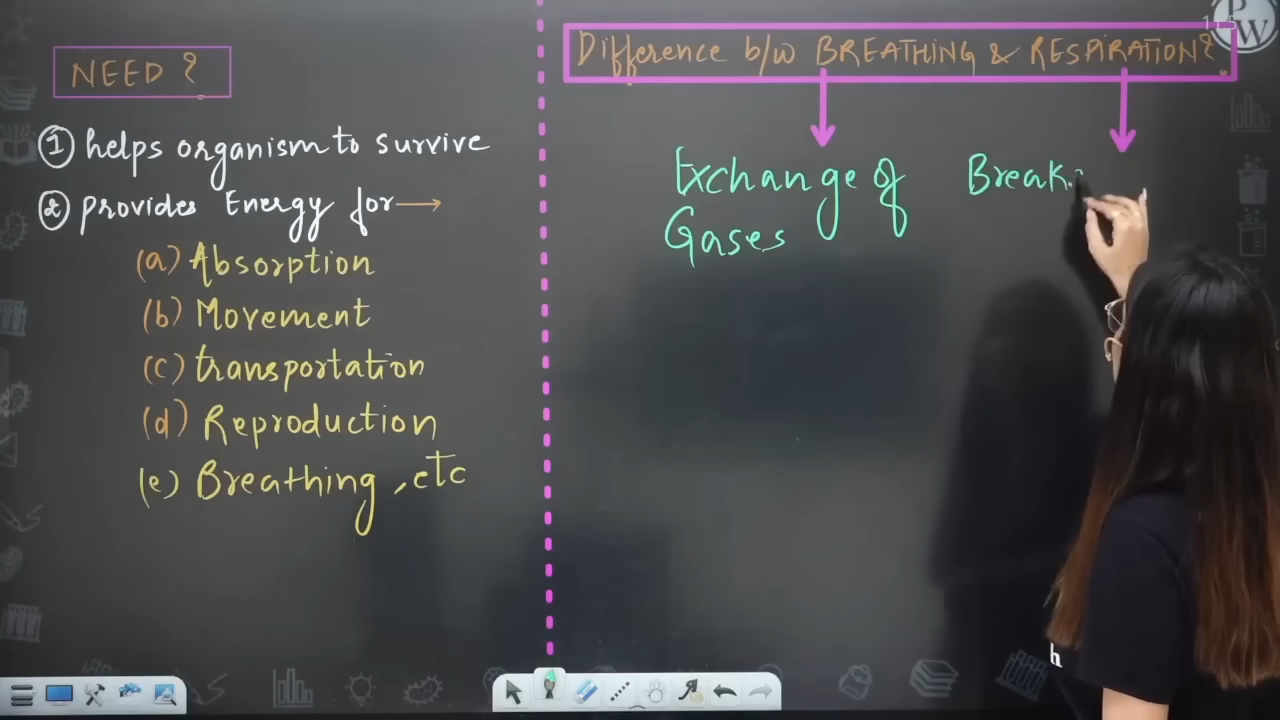 NEED ?
① helps organism to survive
② provides Energy for →
(a) Absorption
(b) Movement
(c) transportation
(d) Reproduction
(e) Breathing, etc
Difference b/w BREATHING & RESPIRATION?
Exchange of
Gases
Break
PW
h